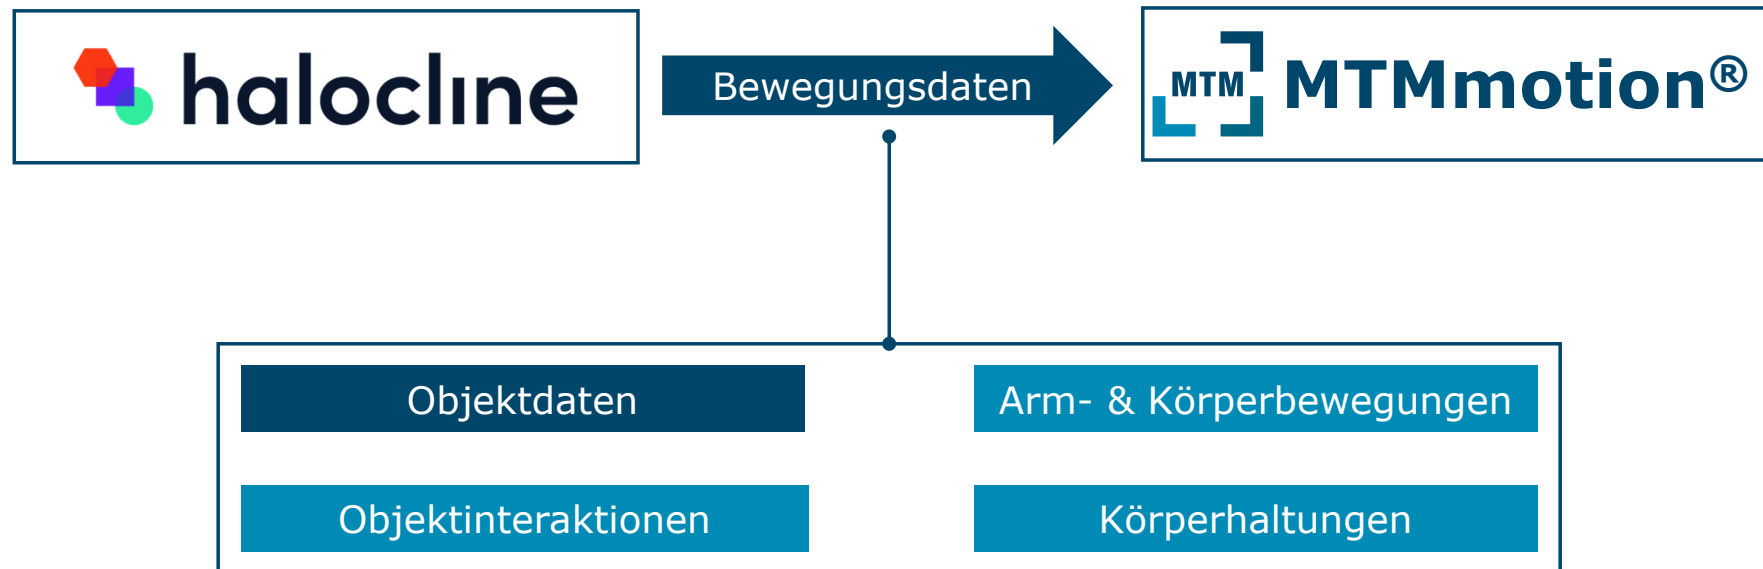 halocline
Bewegungsdaten
MTM
MTMmotion®
Objektdaten
Arm- & Körperbewegungen
Objektinteraktionen
Körperhaltungen